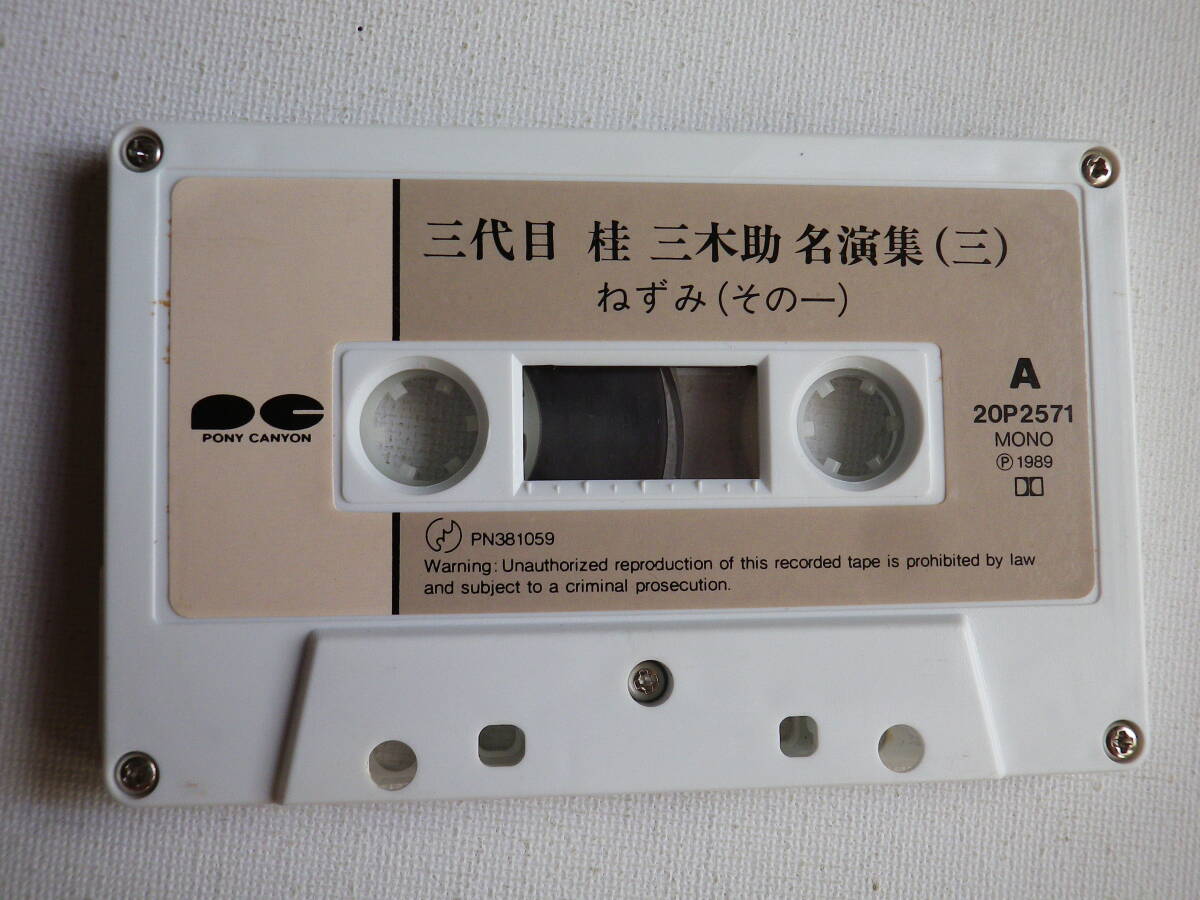 三代目 桂 三木助 名演集(三)
ねずみ(その一)
PONY CANYON
A
20P2571
MONO
Ⓟ1989
PN381059
Warning: Unauthorized reproduction of this recorded tape is prohibited by law
and subject to a criminal prosecution.